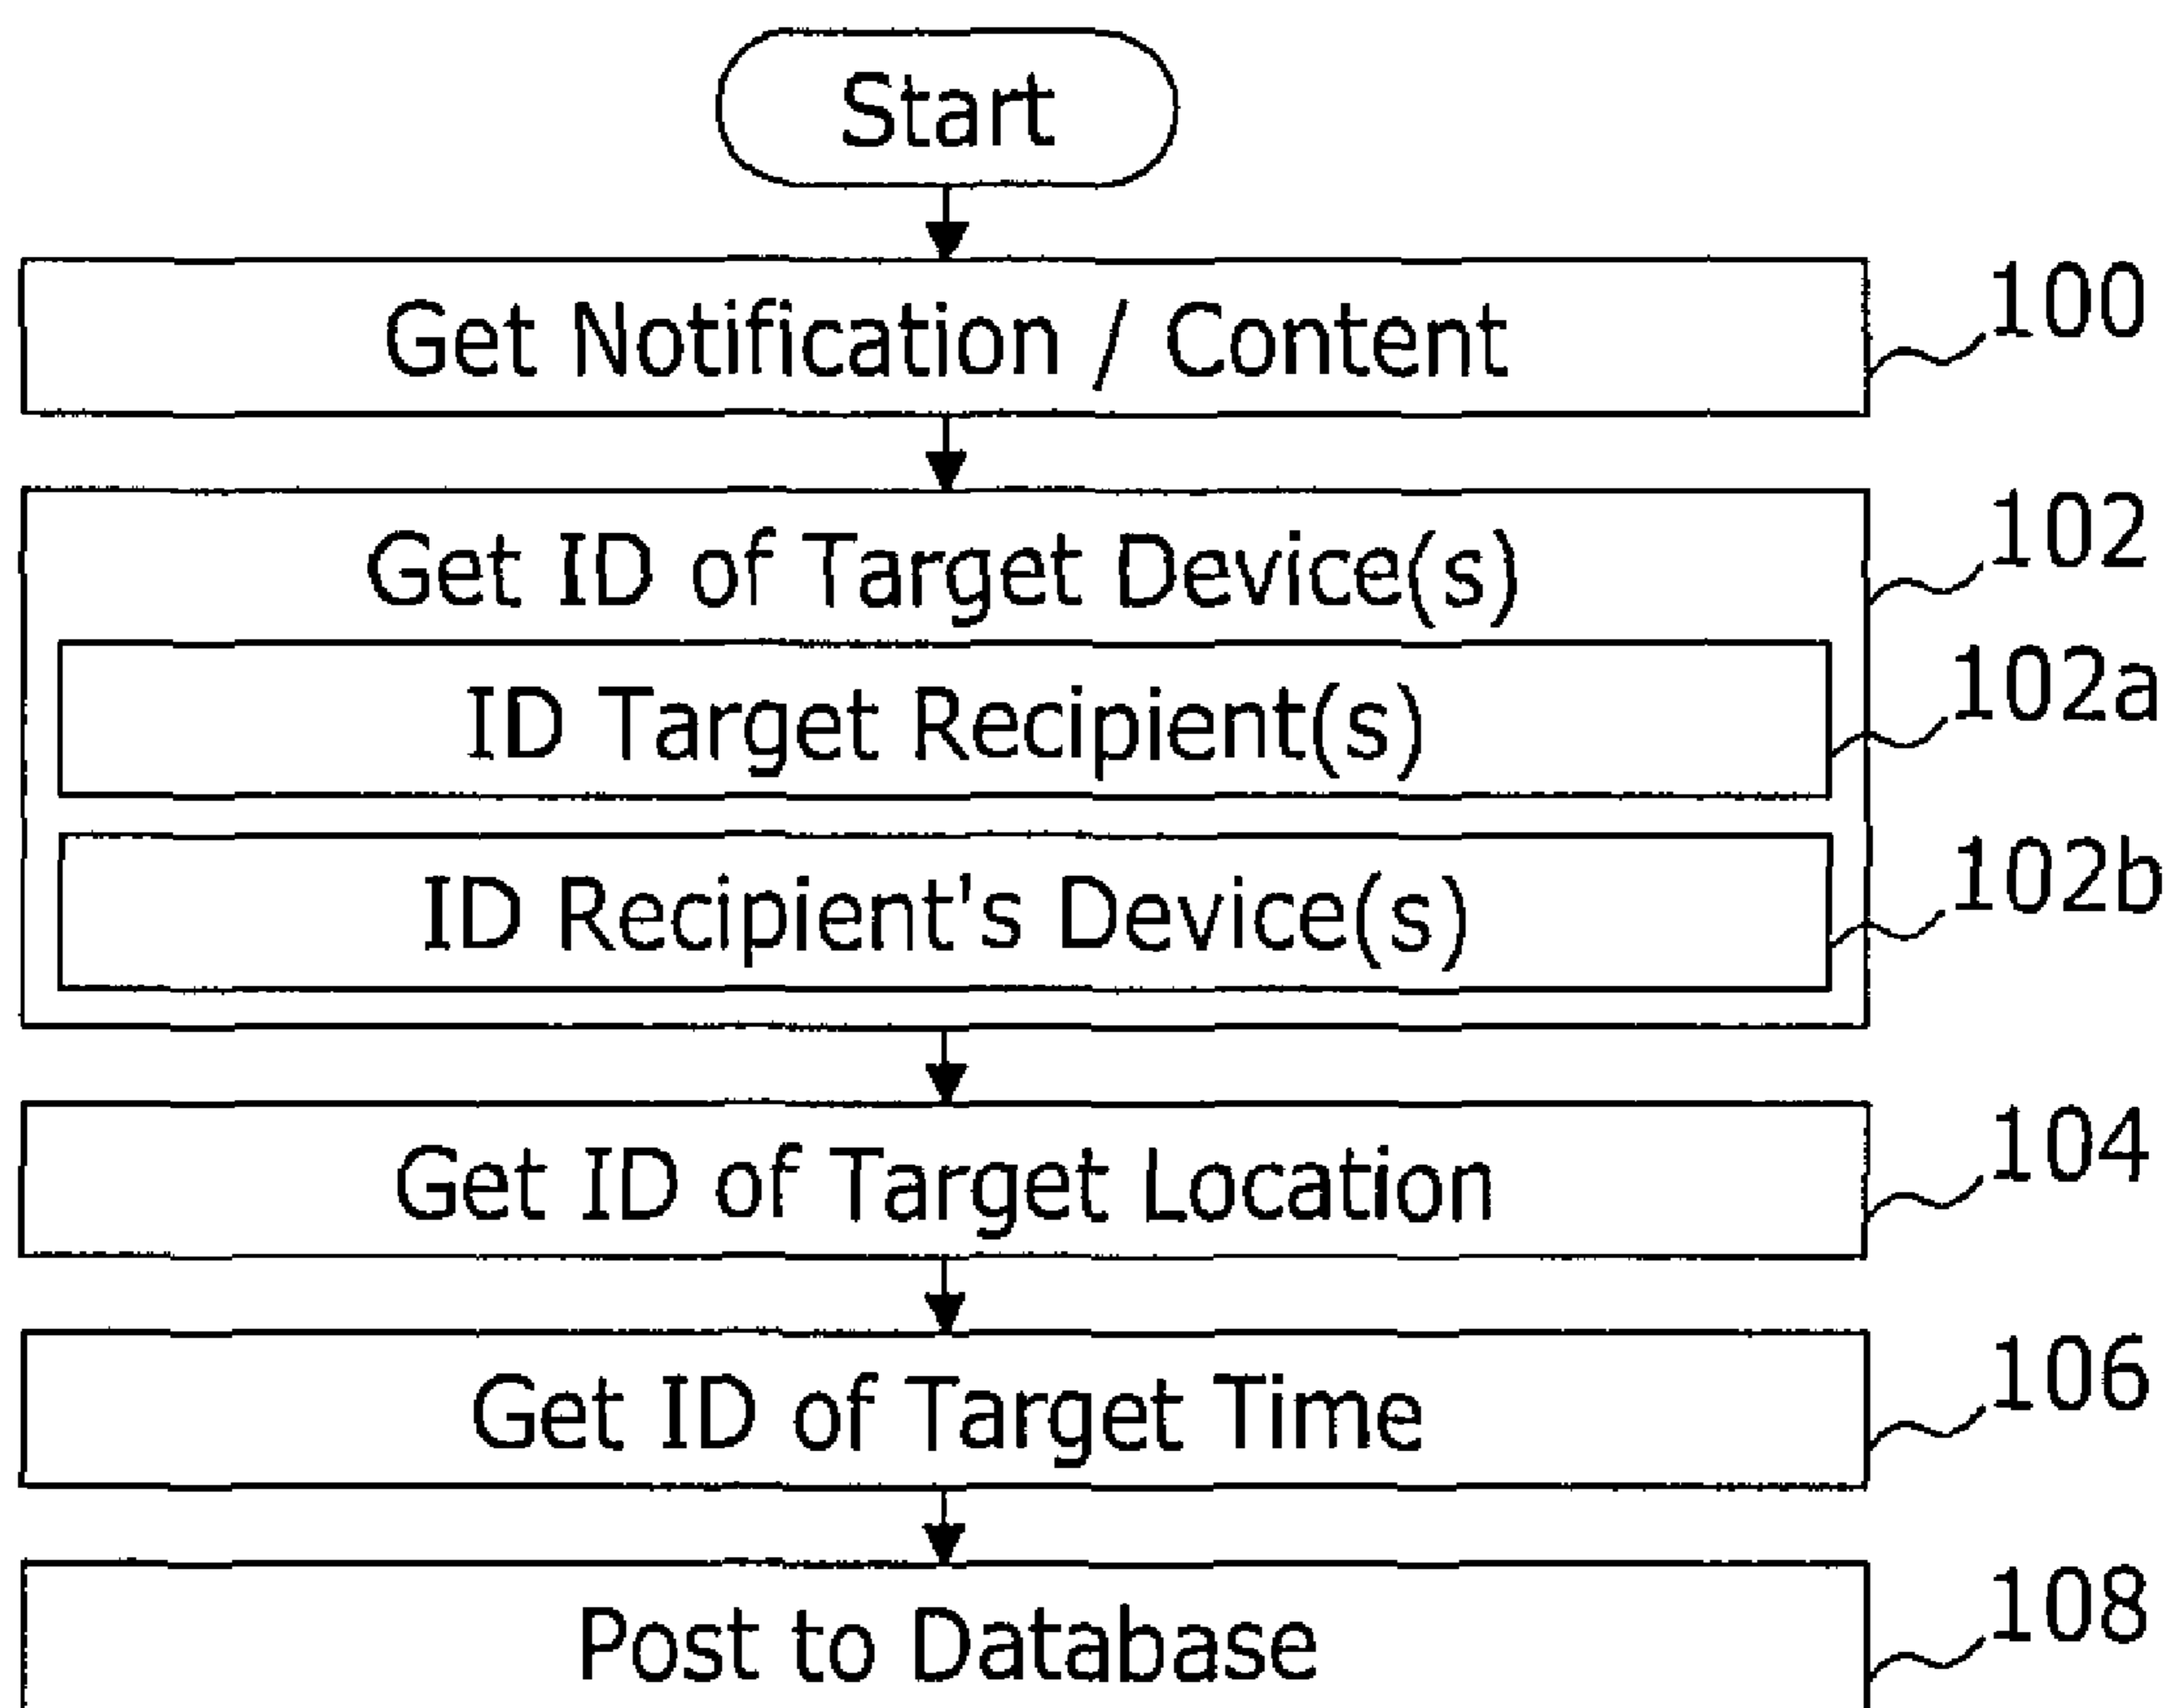 Start
Get Notification / Content
100
Get ID of Target Device(s)
102
ID Target Recipient(s)
102a
ID Recipient's Device(s)
102b
Get ID of Target Location
104
Get ID of Target Time
106
Post to Database
108